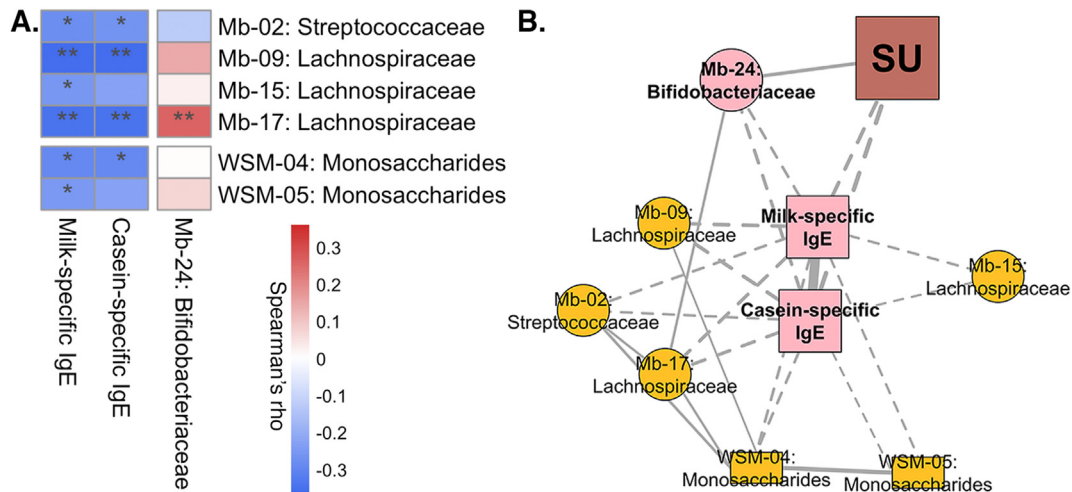 A.
* *
** **
*
** ** **
* *
*
Mb-02: Streptococcaceae
Mb-09: Lachnospiraceae
Mb-15: Lachnospiraceae
Mb-17: Lachnospiraceae
WSM-04: Monosaccharides
WSM-05: Monosaccharides
Milk-specific IgE
Casein-specific IgE
Mb-24: Bifidobacteriaceae
Spearman's rho
0.3
0.2
0.1
0
-0.1
-0.2
-0.3
B.
SU
Mb-24:
Bifidobacteriaceae
Mb-09:
Lachnospiraceae
Milk-specific
IgE
Mb-15:
Lachnospiraceae
Mb-02:
Streptococcaceae
Casein-specific
IgE
Mb-17:
Lachnospiraceae
WSM-04:
Monosaccharides
WSM-05:
Monosaccharides